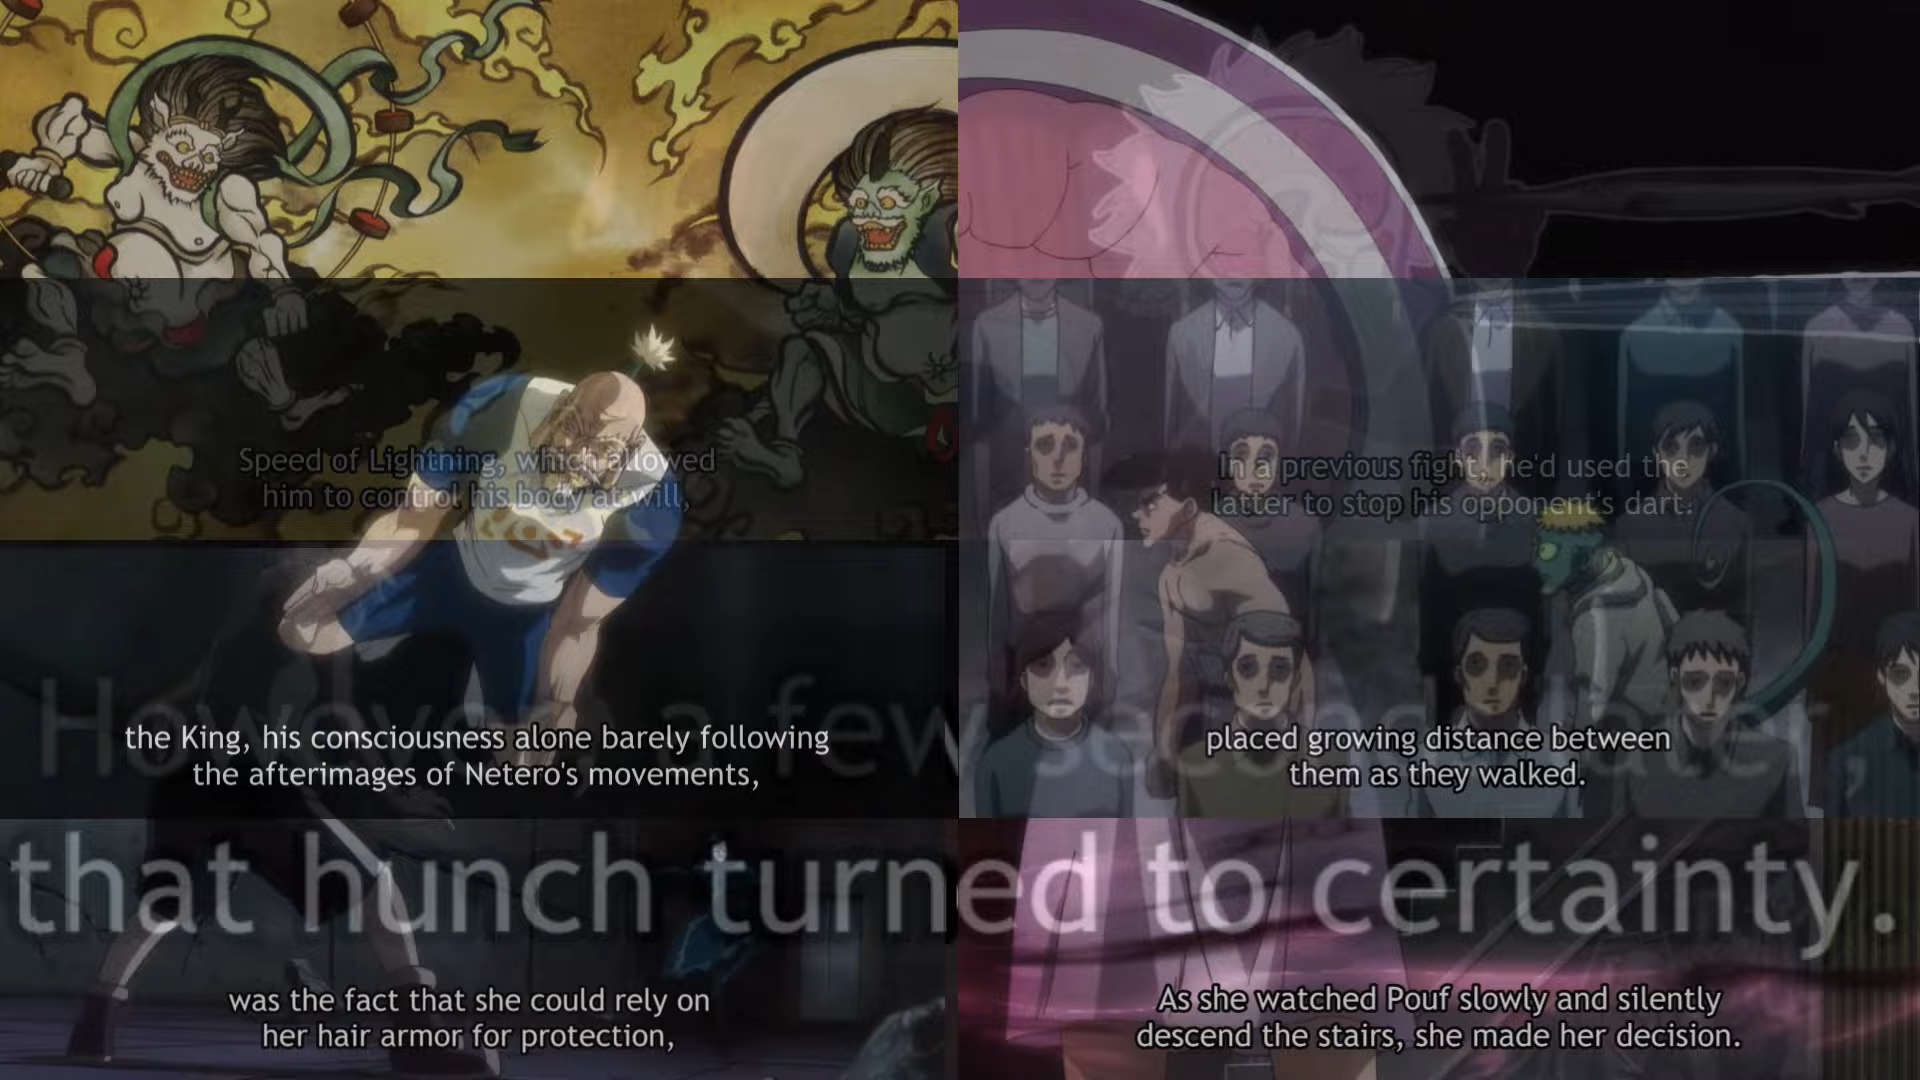 Speed of Lightning, which allowed
him to control his body at will,
In a previous fight, he'd used the
latter to stop his opponent's dart.
However, a few seconds later,
the King, his consciousness alone barely following
the afterimages of Netero's movements,
placed growing distance between
them as they walked.
that hunch turned to certainty.
was the fact that she could rely on
her hair armor for protection,
As she watched Pouf slowly and silently
descend the stairs, she made her decision.